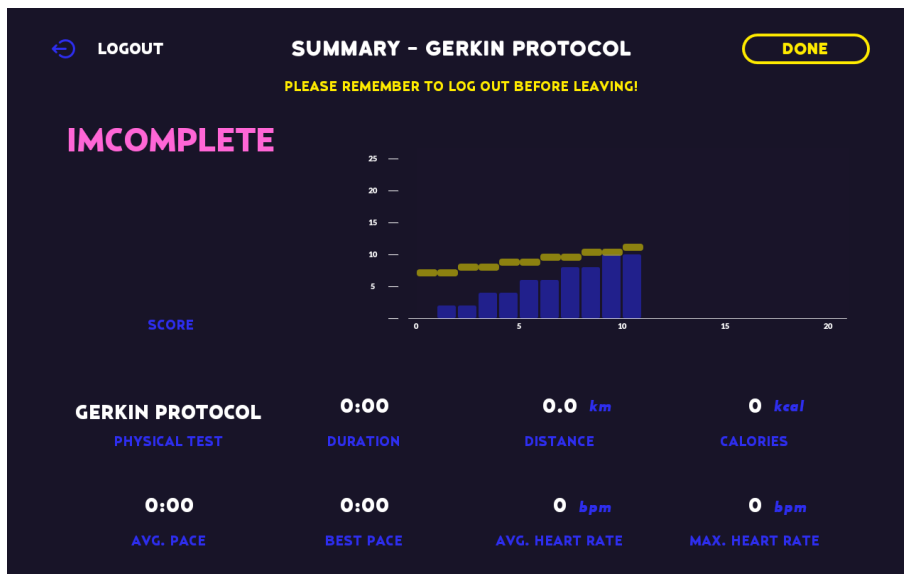 LOGOUT
SUMMARY - GERKIN PROTOCOL
DONE
PLEASE REMEMBER TO LOG OUT BEFORE LEAVING!
IMCOMPLETE
25
20
15
10
5
0 5 10 15 20
SCORE
GERKIN PROTOCOL
PHYSICAL TEST
0:00
DURATION
0.0 km
DISTANCE
0 kcal
CALORIES
0:00
AVG. PACE
0:00
BEST PACE
0 bpm
AVG. HEART RATE
0 bpm
MAX. HEART RATE